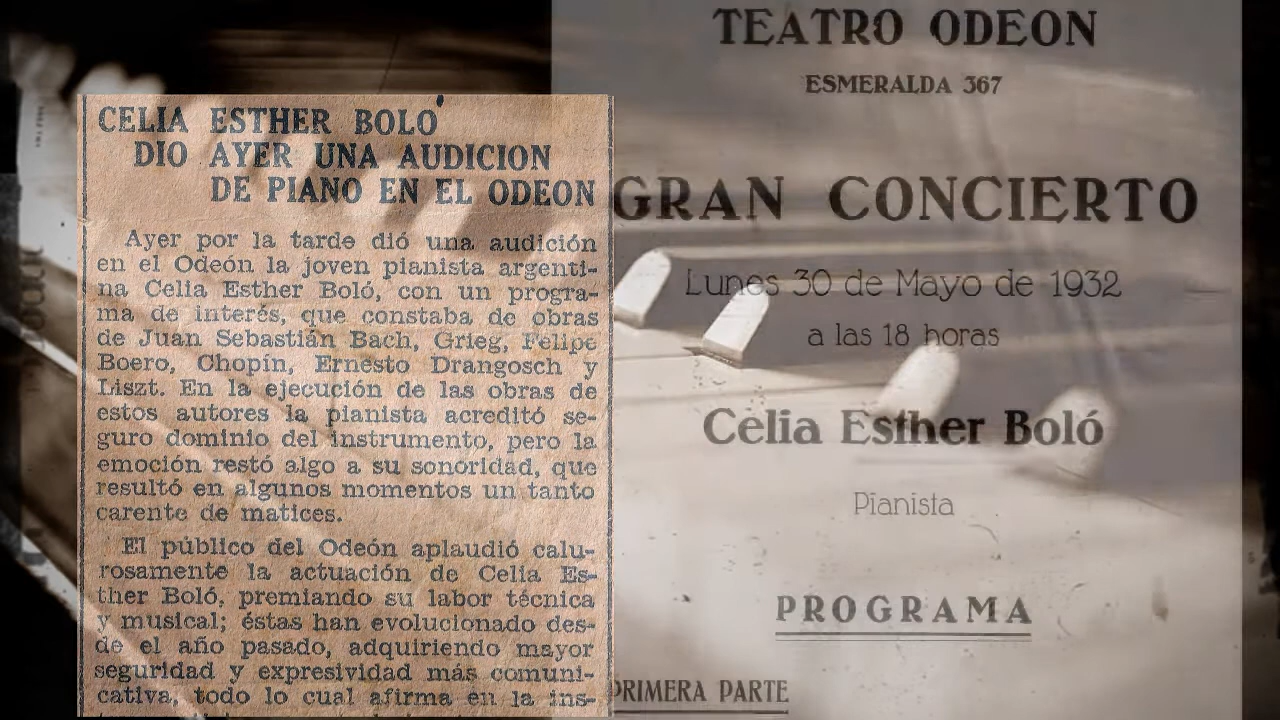 CELIA ESTHER BOLÓ
DIO AYER UNA AUDICION
DE PIANO EN EL ODEON
Ayer por la tarde dió una audición
en el Odeón la joven pianista argenti-
na Celia Esther Boló, con un progra-
ma de interés, que constaba de obras
de Juan Sebastián Bach, Grieg, Felipe
Boero, Chopín, Ernesto Drangosch y
Liszt. En la ejecución de las obras de
estos autores la pianista acreditó se-
guro dominio del instrumento, pero la
emoción restó algo a su sonoridad, que
resultó en algunos momentos un tanto
carente de matices.
El público del Odeón aplaudió calu-
rosamente la actuación de Celia Es-
ther Boló, premiando su labor técnica
y musical; éstas han evolucionado des-
de el año pasado, adquiriendo mayor
seguridad y expresividad más comuni-
cativa, todo lo cual afirma en la ins-
TEATRO ODEON
ESMERALDA 367
GRAN CONCIERTO
Lunes 30 de Mayo de 1932
a las 18 horas
Celia Esther Boló
Pianista
PROGRAMA
PRIMERA PARTE